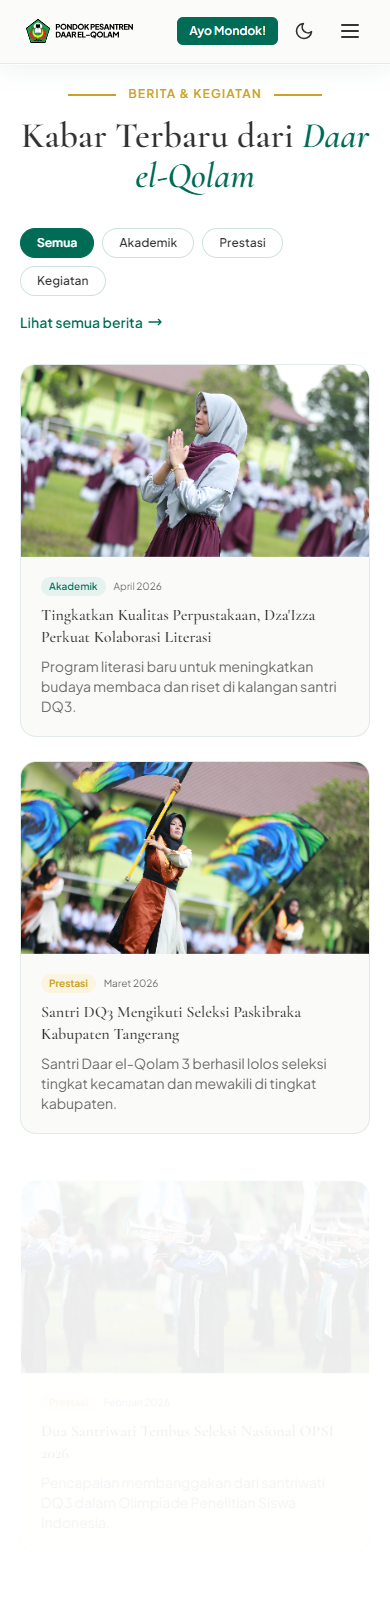 PONDOK PESANTREN
DAAR EL-QOLAM
Ayo Mondok!
BERITA & KEGIATAN
Kabar Terbaru dari Daar
el-Qolam
Semua
Akademik
Prestasi
Kegiatan
Lihat semua berita →
Akademik
April 2026
Tingkatkan Kualitas Perpustakaan, Dza'Izza
Perkuat Kolaborasi Literasi
Program literasi baru untuk meningkatkan
budaya membaca dan riset di kalangan santri
DQ3.
Prestasi
Maret 2026
Santri DQ3 Mengikuti Seleksi Paskibraka
Kabupaten Tangerang
Santri Daar el-Qolam 3 berhasil lolos seleksi
tingkat kecamatan dan mewakili di tingkat
kabupaten.
Prestasi
Februari 2026
Dua Santriwati Tembus Seleksi Nasional OPSI
2026
Pencapaian membanggakan dari santriwati
DQ3 dalam Olimpiade Penelitian Siswa
Indonesia.